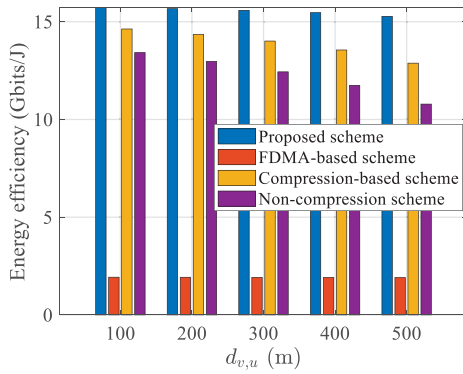 Energy efficiency (Gbits/J)
15
10
5
0
Proposed scheme
FDMA-based scheme
Compression-based scheme
Non-compression scheme
100 200 300 400 500
d_{v,u} (m)